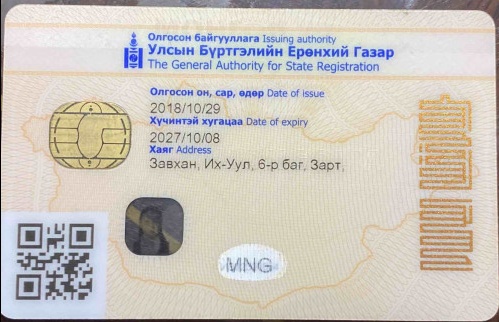 Олгосон байгууллага Issuing authority
Улсын Бүртгэлийн Ерөнхий Газар
The General Authority for State Registration
Олгосон он, сар, өдөр Date of issue
2018/10/29
Хүчинтэй хугацаа Date of expiry
2027/10/08
Хаяг Address
Завхан, Их-Уул, 6-р баг, Зарт,
MNG